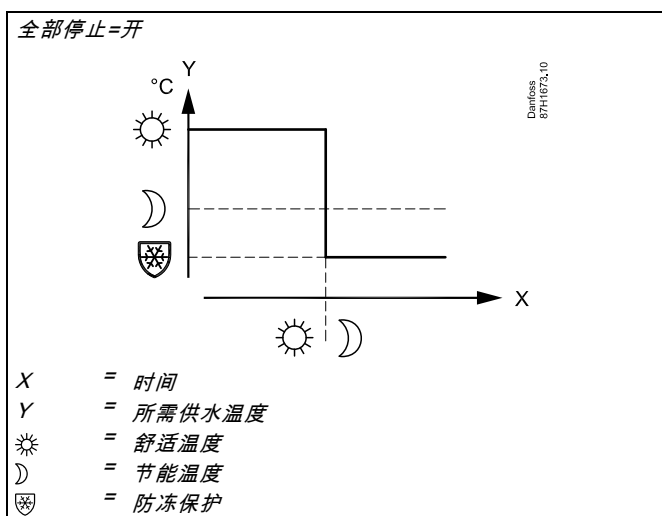 全部停止=开
Y
°C
Danfoss
87H1673.10
X
X = 时间
Y = 所需供水温度
= 舒适温度
= 节能温度
= 防冻保护